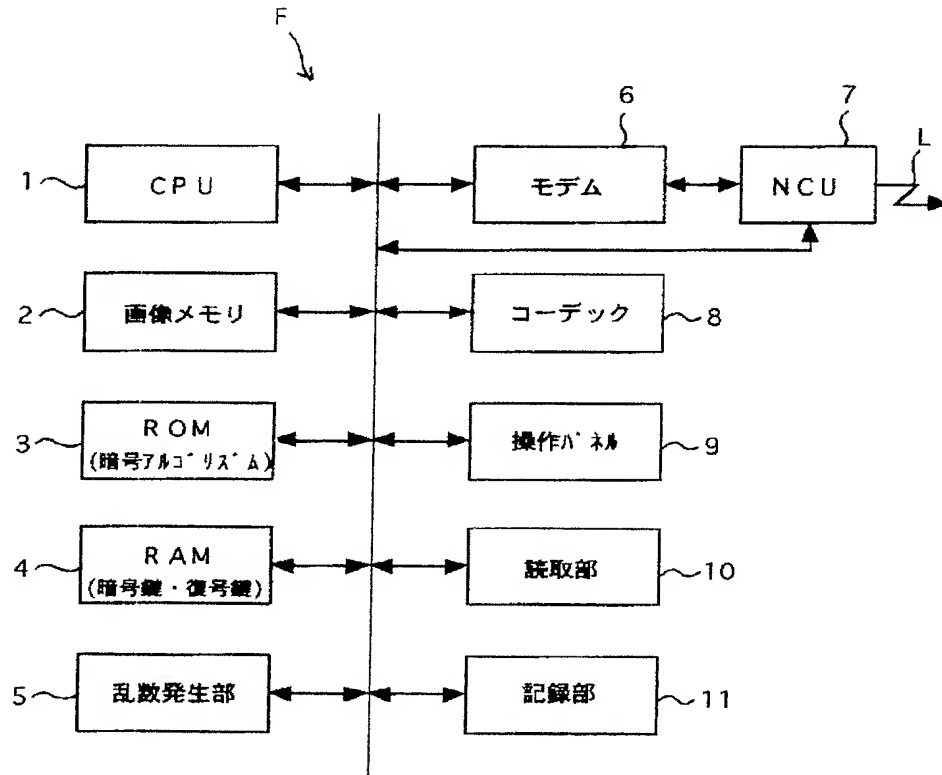 F
6
7
L
1
CPU
モデム
NCU
2
画像メモリ
コーデック
8
3
ROM
(暗号アルゴリズム)
操作パネル
9
4
RAM
(暗号鍵・復号鍵)
読取部
10
5
乱数発生部
記録部
11